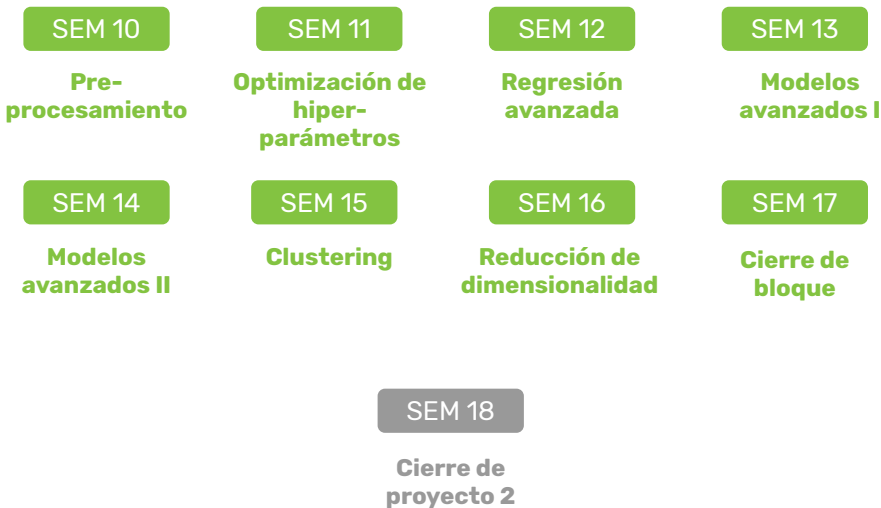 SEM 10
Pre-
procesamiento
SEM 11
Optimización de
hiper-
parámetros
SEM 12
Regresión
avanzada
SEM 13
Modelos
avanzados I
SEM 14
Modelos
avanzados II
SEM 15
Clustering
SEM 16
Reducción de
dimensionalidad
SEM 17
Cierre de
bloque
SEM 18
Cierre de
proyecto 2